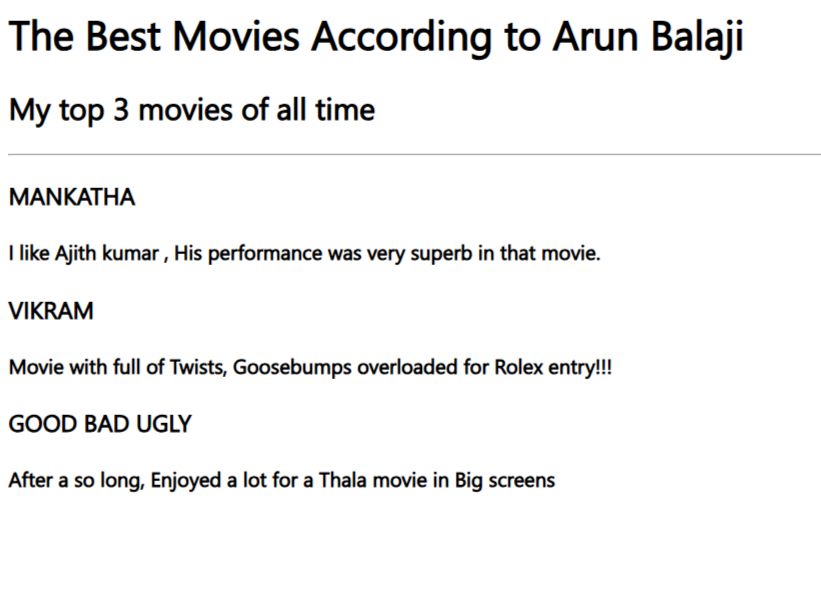 The Best Movies According to Arun Balaji
My top 3 movies of all time
MANKATHA
I like Ajith kumar , His performance was very superb in that movie.
VIKRAM
Movie with full of Twists, Goosebumps overloaded for Rolex entry!!!
GOOD BAD UGLY
After a so long, Enjoyed a lot for a Thala movie in Big screens